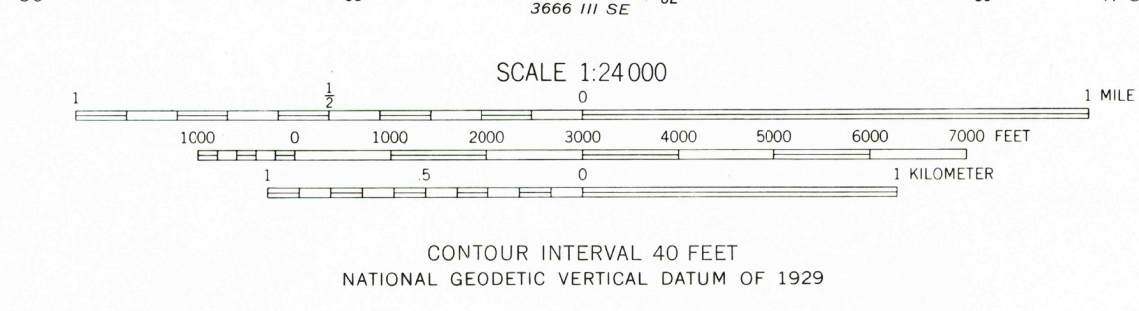 3666 III SE
SCALE 1:24 000
1 1/2 0 1 MILE
1000 0 1000 2000 3000 4000 5000 6000 7000 FEET
1 .5 0 1 KILOMETER
CONTOUR INTERVAL 40 FEET
NATIONAL GEODETIC VERTICAL DATUM OF 1929